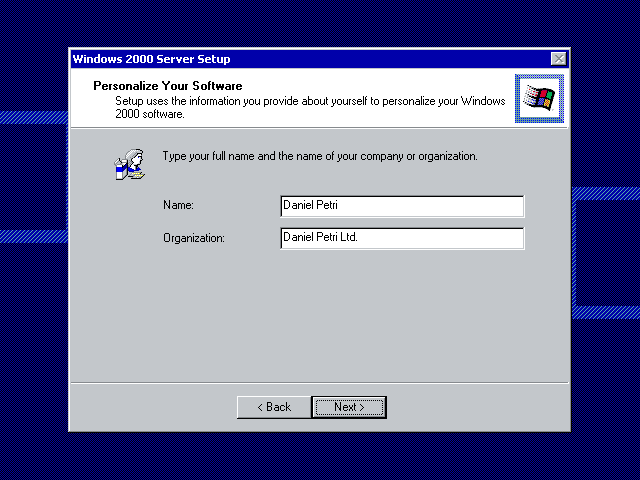 Windows 2000 Server Setup
Personalize Your Software
Setup uses the information you provide about yourself to personalize your Windows
2000 software.
Type your full name and the name of your company or organization.
Name:
Daniel Petri
Organization:
Daniel Petri Ltd.
< Back
Next >